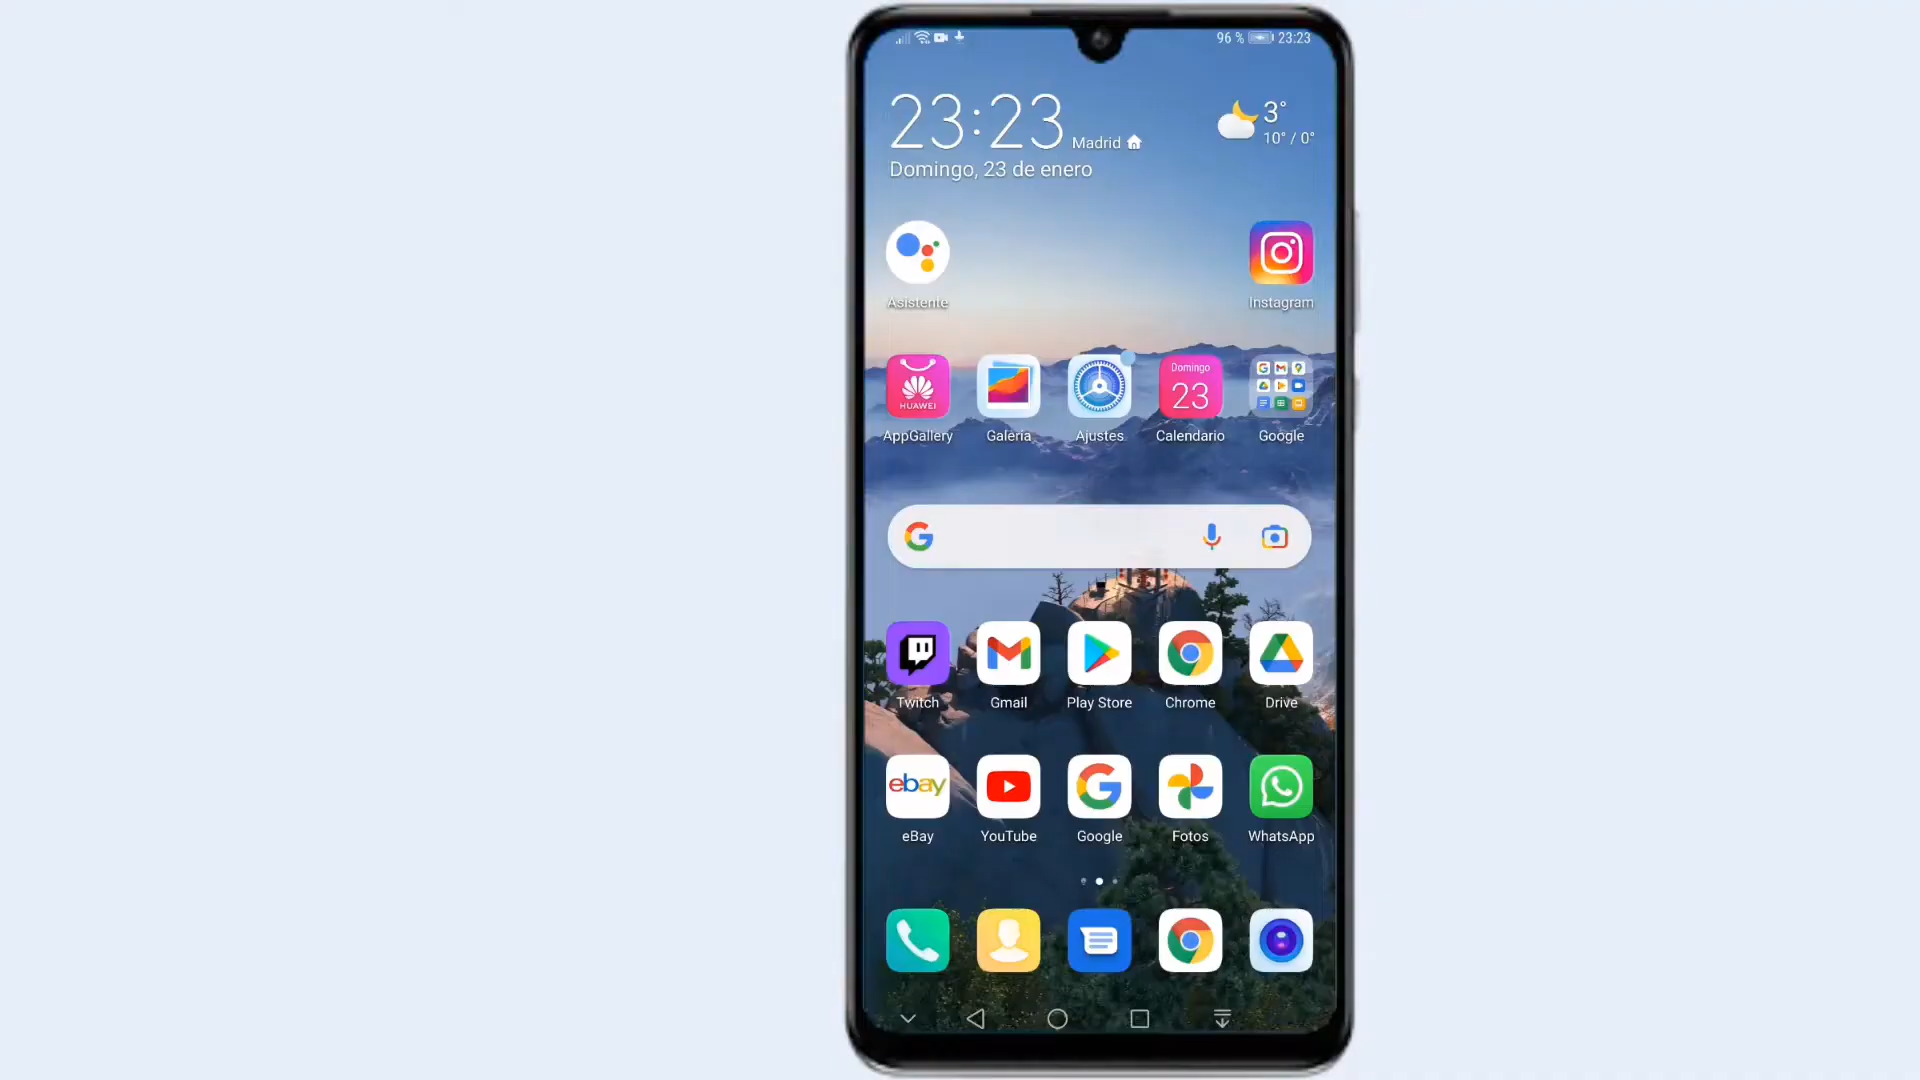 96 % 23:23
23:23 Madrid
3°
10° / 0°
Domingo, 23 de enero
Asistente Instagram
HUAWEI
Domingo
23
AppGallery Galería Ajustes Calendario Google
Twitch Gmail Play Store Chrome Drive
ebay
eBay YouTube Google Fotos WhatsApp